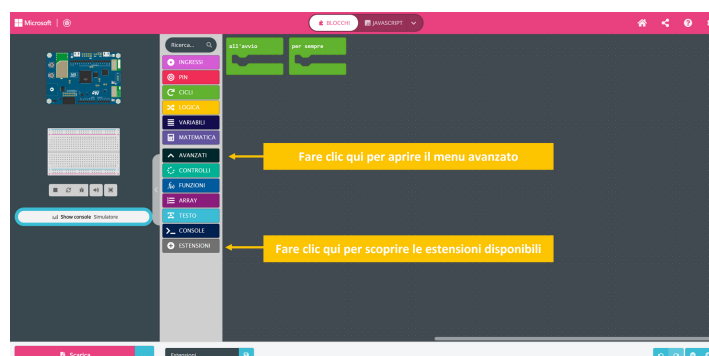 Microsoft
BLOCCHI
JAVASCRIPT
Ricerca...
all'avvio
per sempre
INGRESSI
PIN
CICLI
LOGICA
VARIABILI
MATEMATICA
AVANZATI
Fare clic qui per aprire il menu avanzato
CONTROLLI
FUNZIONI
ARRAY
TESTO
Show console Simulatore
CONSOLE
ESTENSIONI
Fare clic qui per scoprire le estensioni disponibili
Scarica
Estensioni